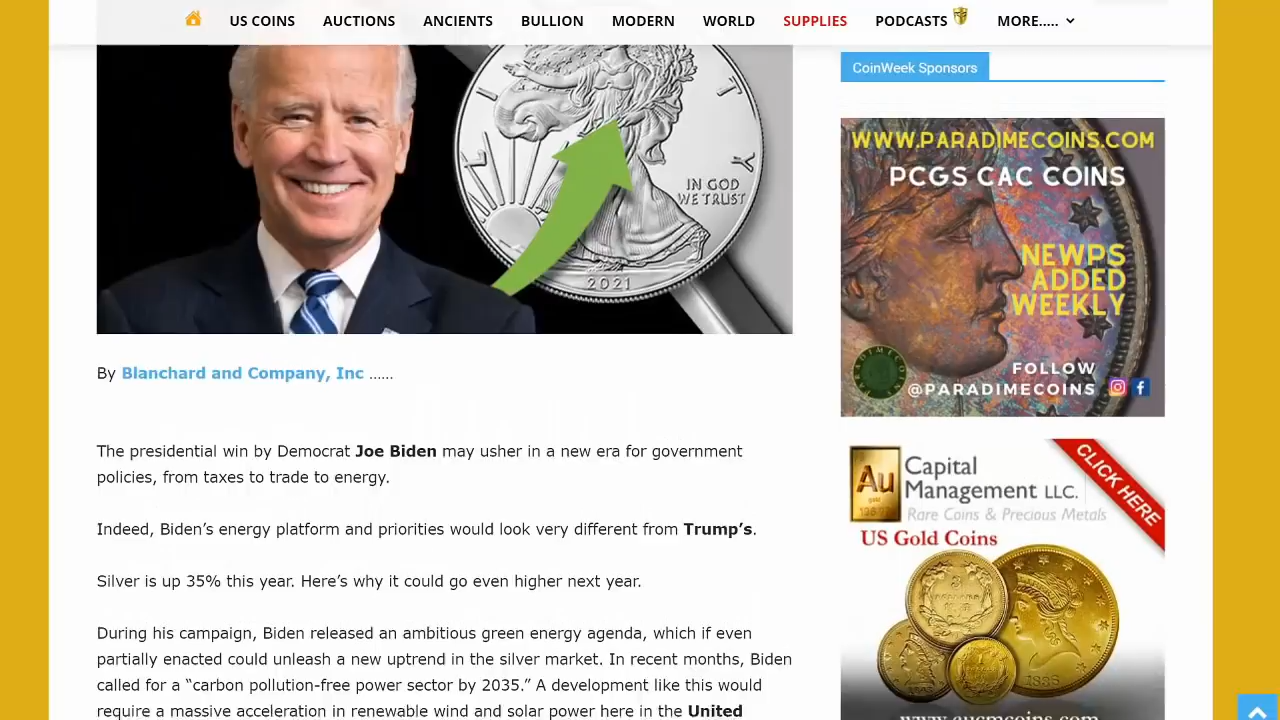 US COINS AUCTIONS ANCIENTS BULLION MODERN WORLD SUPPLIES PODCASTS MORE.....
LIBERTY
IN GOD
WE TRUST
2021
By Blanchard and Company, Inc ......
The presidential win by Democrat Joe Biden may usher in a new era for government
policies, from taxes to trade to energy.
Indeed, Biden’s energy platform and priorities would look very different from Trump’s.
Silver is up 35% this year. Here’s why it could go even higher next year.
During his campaign, Biden released an ambitious green energy agenda, which if even
partially enacted could unleash a new uptrend in the silver market. In recent months, Biden
called for a “carbon pollution-free power sector by 2035.” A development like this would
require a massive acceleration in renewable wind and solar power here in the United
CoinWeek Sponsors
WWW.PARADIMECOINS.COM
PCGS CAC COINS
NEWPS
ADDED
WEEKLY
FOLLOW
@PARADIMECOINS
Au
gold
Capital
Management LLC.
Rare Coins & Precious Metals
CLICK HERE
US Gold Coins
www.aucmcoins.com